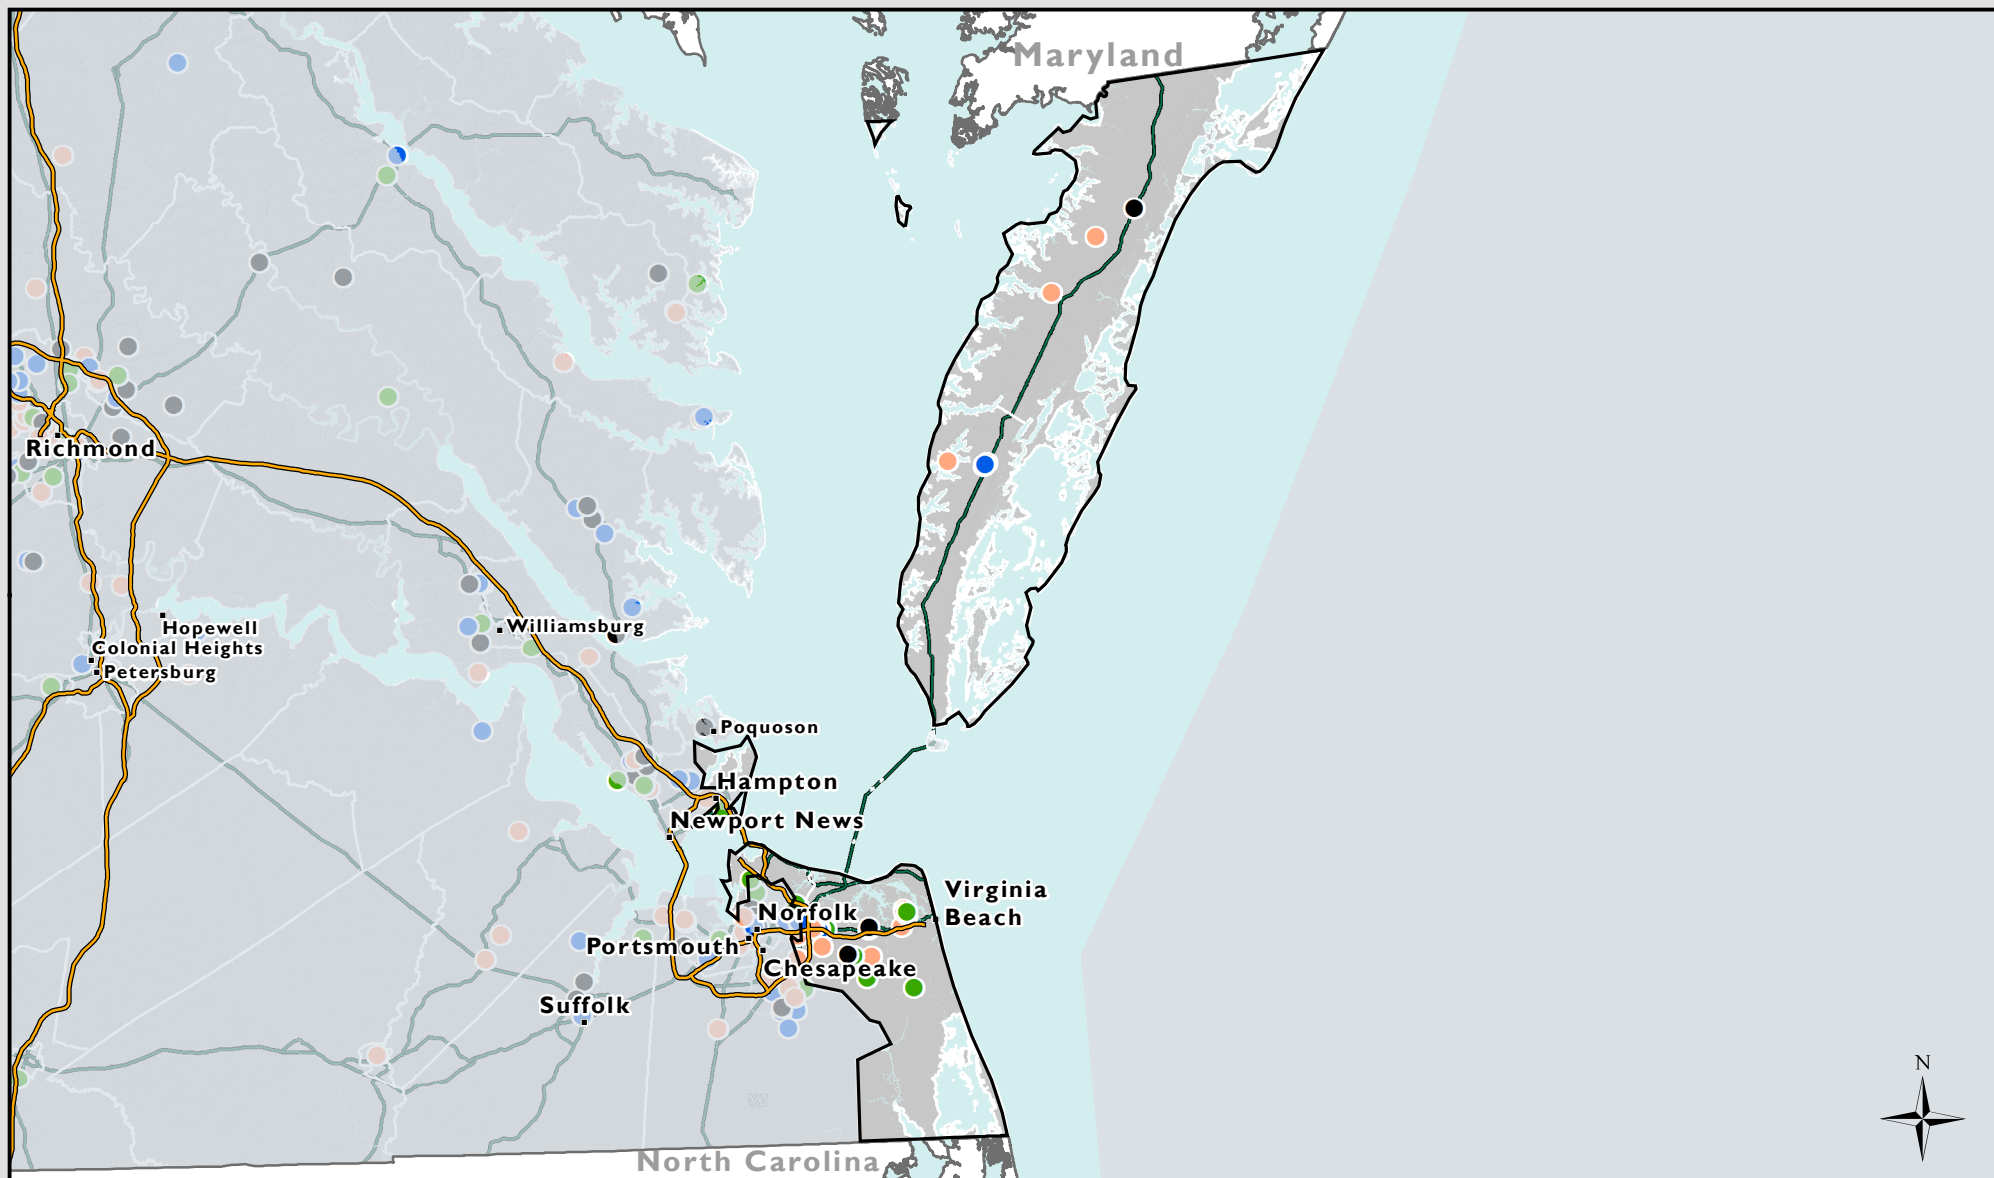 Maryland
Richmond
Hopewell
Williamsburg
Colonial Heights
Petersburg
Poquoson
Hampton
Newport News
Virginia
Beach
Norfolk
Portsmouth
Chesapeake
Suffolk
N
North Carolina